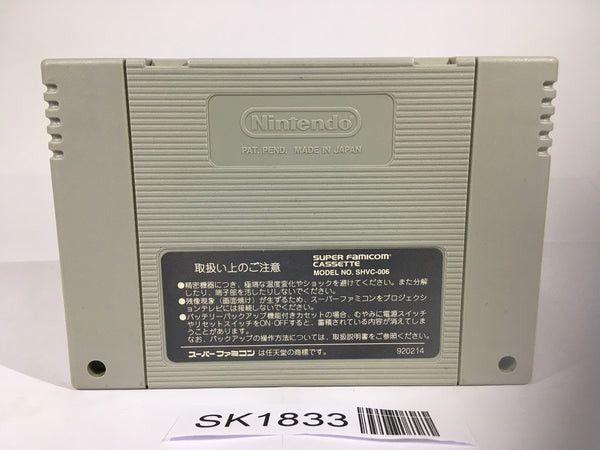 Nintendo
PAT. PEND. MADE IN JAPAN
取扱い上のご注意
SUPER FAMICOM
CASSETTE
MODEL NO. SHVC-006
●精密機器につき、極端な温度変化やショックを避けてください。また分解
したり、端子部を汚したりしないでください。
●残像現象（画面焼け）が生ずるため、スーパーファミコンをプロジェクシ
ョンテレビには接続しないでください。
●バッテリーバックアップ機能付きカセットの場合、むやみに電源スイッチ
やリセットスイッチをON·OFFすると、蓄積されている内容が消えてしま
うことがあります。
なお、バックアップの操作方法については、取扱説明書をご参照ください。
スーパーファミコン は任天堂の商標です。
920214
SK1833